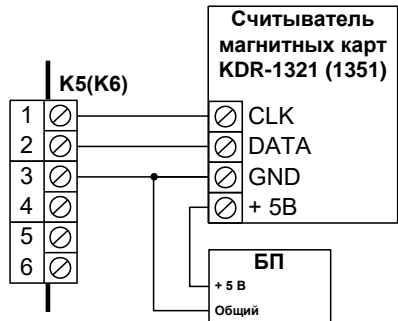 Считыватель
магнитных карт
KDR-1321 (1351)
K5(K6)
1 CLK
2 DATA
3 GND
4 + 5В
5
6
БП
+ 5 В
Общий